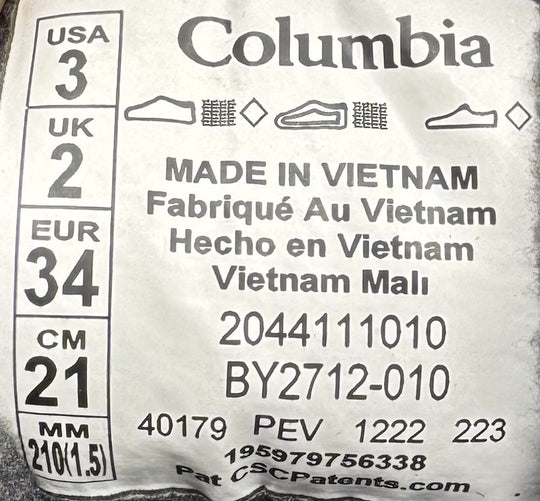 USA
3
UK
2
EUR
34
CM
21
MM
210(1.5)
Columbia
MADE IN VIETNAM
Fabriqué Au Vietnam
Hecho en Vietnam
Vietnam Malı
2044111010
BY2712-010
40179 PEV 1222 223
195979756338
Pat CSCPatents.com